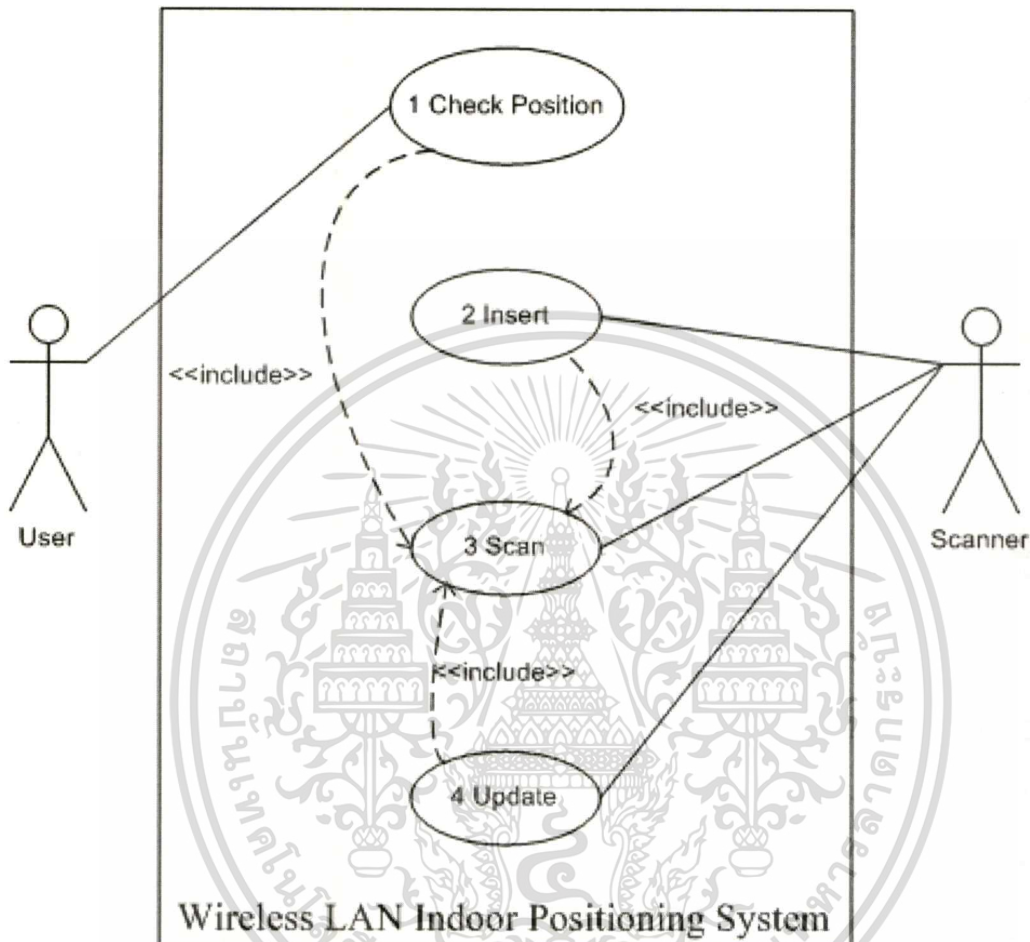 1 Check Position
2 Insert
<<include>>
<<include>>
User
3 Scan
Scanner
<<include>>
4 Update
Wireless LAN Indoor Positioning System